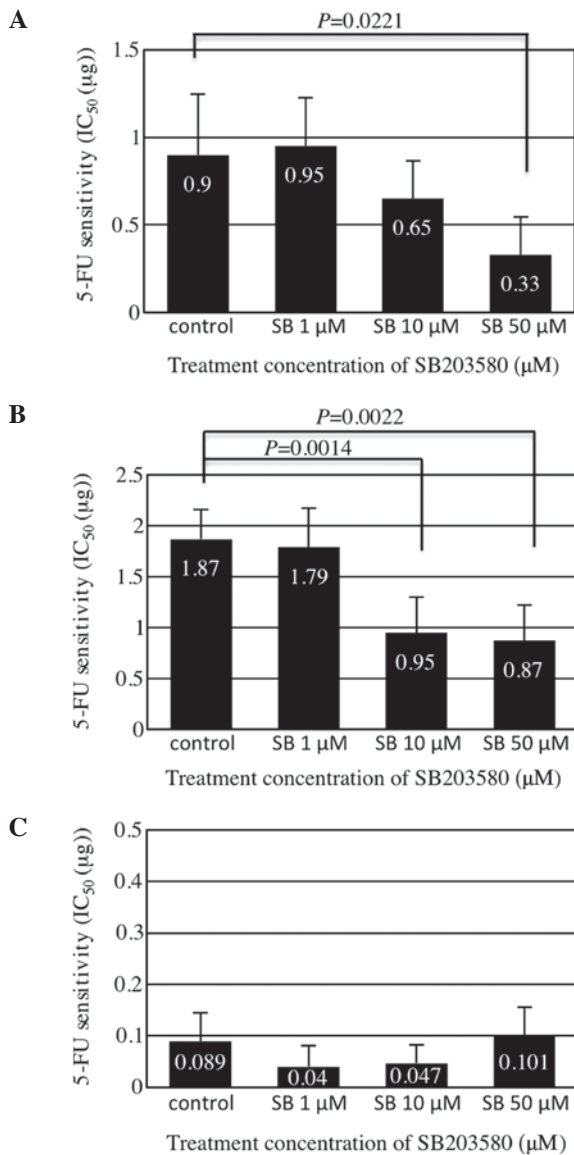 A
P=0.0221
5-FU sensitivity (IC50 (µg))
1.5
1
0.5
0
0.9
0.95
0.65
0.33
control SB 1 µM SB 10 µM SB 50 µM
Treatment concentration of SB203580 (µM)
B
P=0.0022
P=0.0014
5-FU sensitivity (IC50 (µg))
2.5
2
1.5
1
0.5
0
1.87
1.79
0.95
0.87
control SB 1 µM SB 10 µM SB 50 µM
Treatment concentration of SB203580 (µM)
C
5-FU sensitivity (IC50 (µg))
0.5
0.4
0.3
0.2
0.1
0
0.089
0.04
0.047
0.101
control SB 1 µM SB 10 µM SB 50 µM
Treatment concentration of SB203580 (µM)